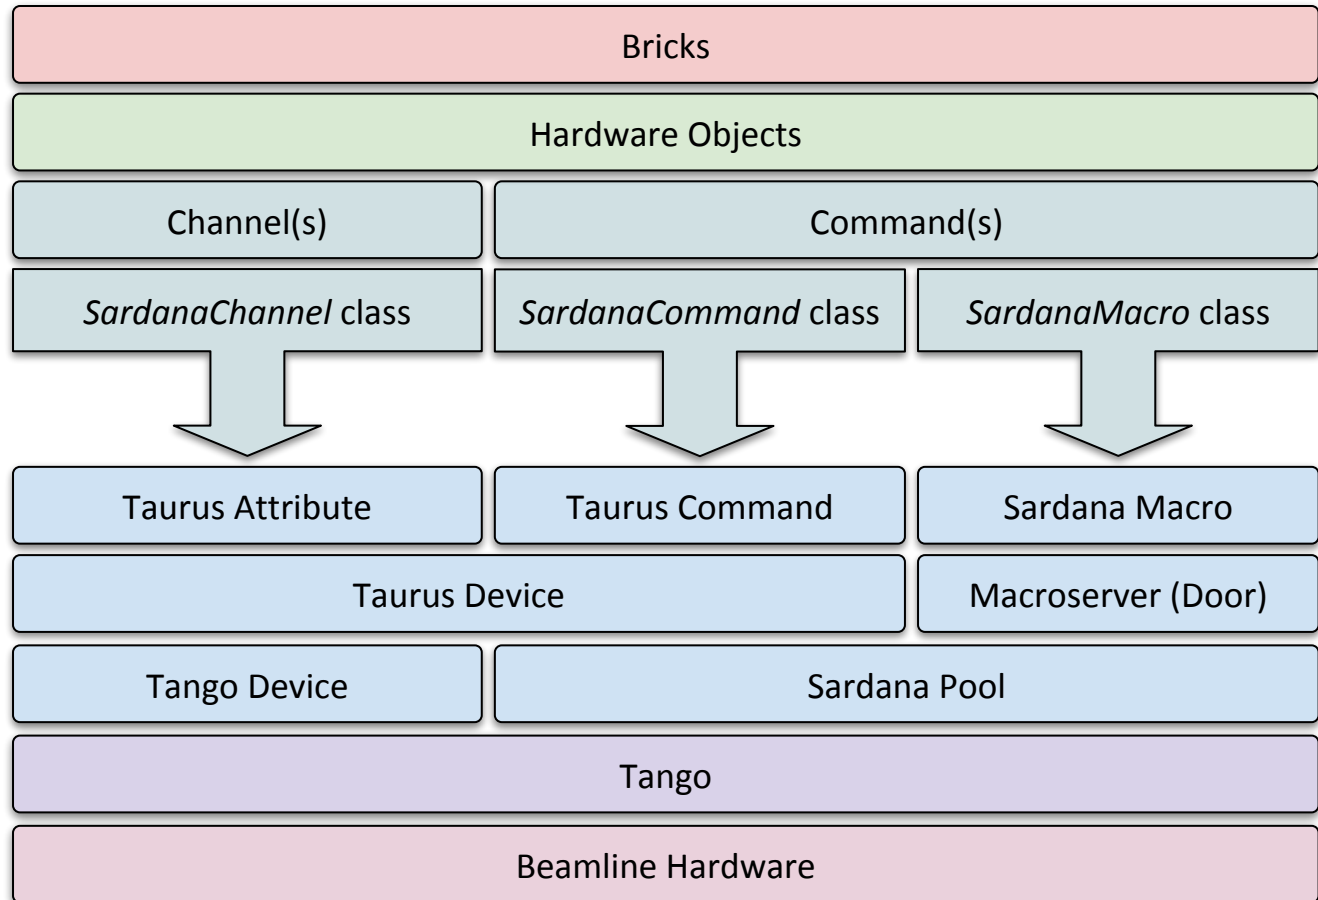 Bricks
Hardware Objects
Channel(s)
Command(s)
SardanaChannel class
SardanaCommand class
SardanaMacro class
Taurus Attribute
Taurus Command
Sardana Macro
Taurus Device
Macroserver (Door)
Tango Device
Sardana Pool
Tango
Beamline Hardware